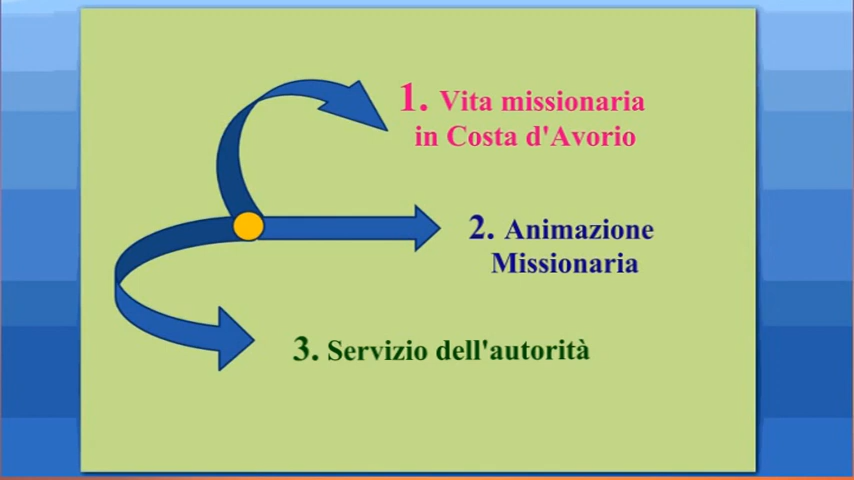 1. Vita missionaria
in Costa d'Avorio
2. Animazione
Missionaria
3. Servizio dell'autorità